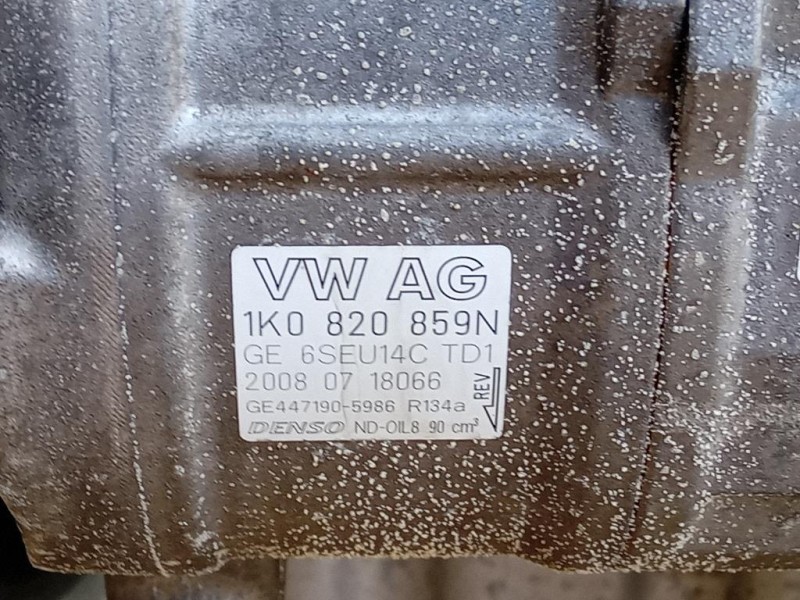 VW AG
1K0 820 859N
GE 6SEU14C TD1
2008 07 18066
GE447190-5986 R134a
DENSO ND-OIL8 90 cm³
REV